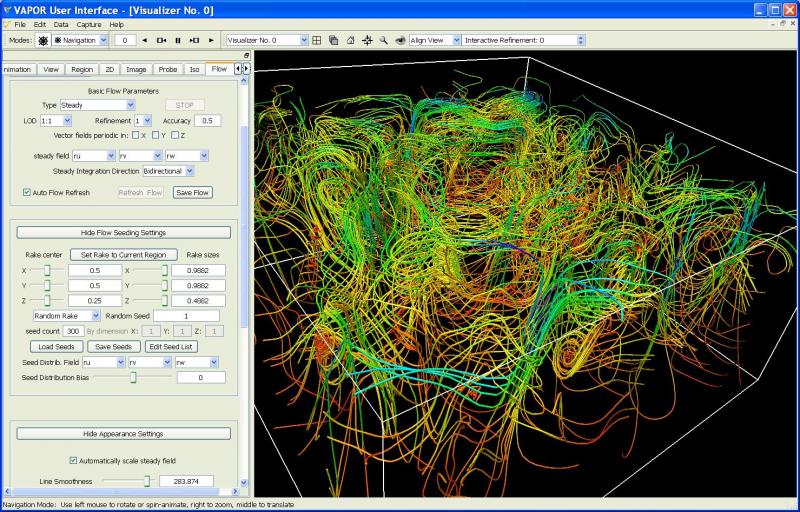 VAPOR User Interface - [Visualizer No. 0]
File Edit Data Capture Help
Modes: Navigation 0 Visualizer No. 0 Align View Interactive Refinement: 0
nimation View Region 2D Image Probe Iso Flow
Basic Flow Parameters
Type Steady STOP
LOD 1:1 Refinement 1 Accuracy 0.5
Vector fields periodic in: X Y Z
steady field ru rv rw
Steady Integration Direction Bidirectional
Auto Flow Refresh Refresh Flow Save Flow
Hide Flow Seeding Settings
Rake center Set Rake to Current Region Rake sizes
X 0.5 X 0.9882
Y 0.5 Y 0.9882
Z 0.25 Z 0.4882
Random Rake Random Seed 1
seed count 300 By dimension X: 1 Y: 1 Z: 1
Load Seeds Save Seeds Edit Seed List
Seed Distrib. Field ru rv rw
Seed Distribution Bias 0
Hide Appearance Settings
Automatically scale steady field
Line Smoothness 283.874
Navigation Mode: Use left mouse to rotate or spin-animate, right to zoom, middle to translate